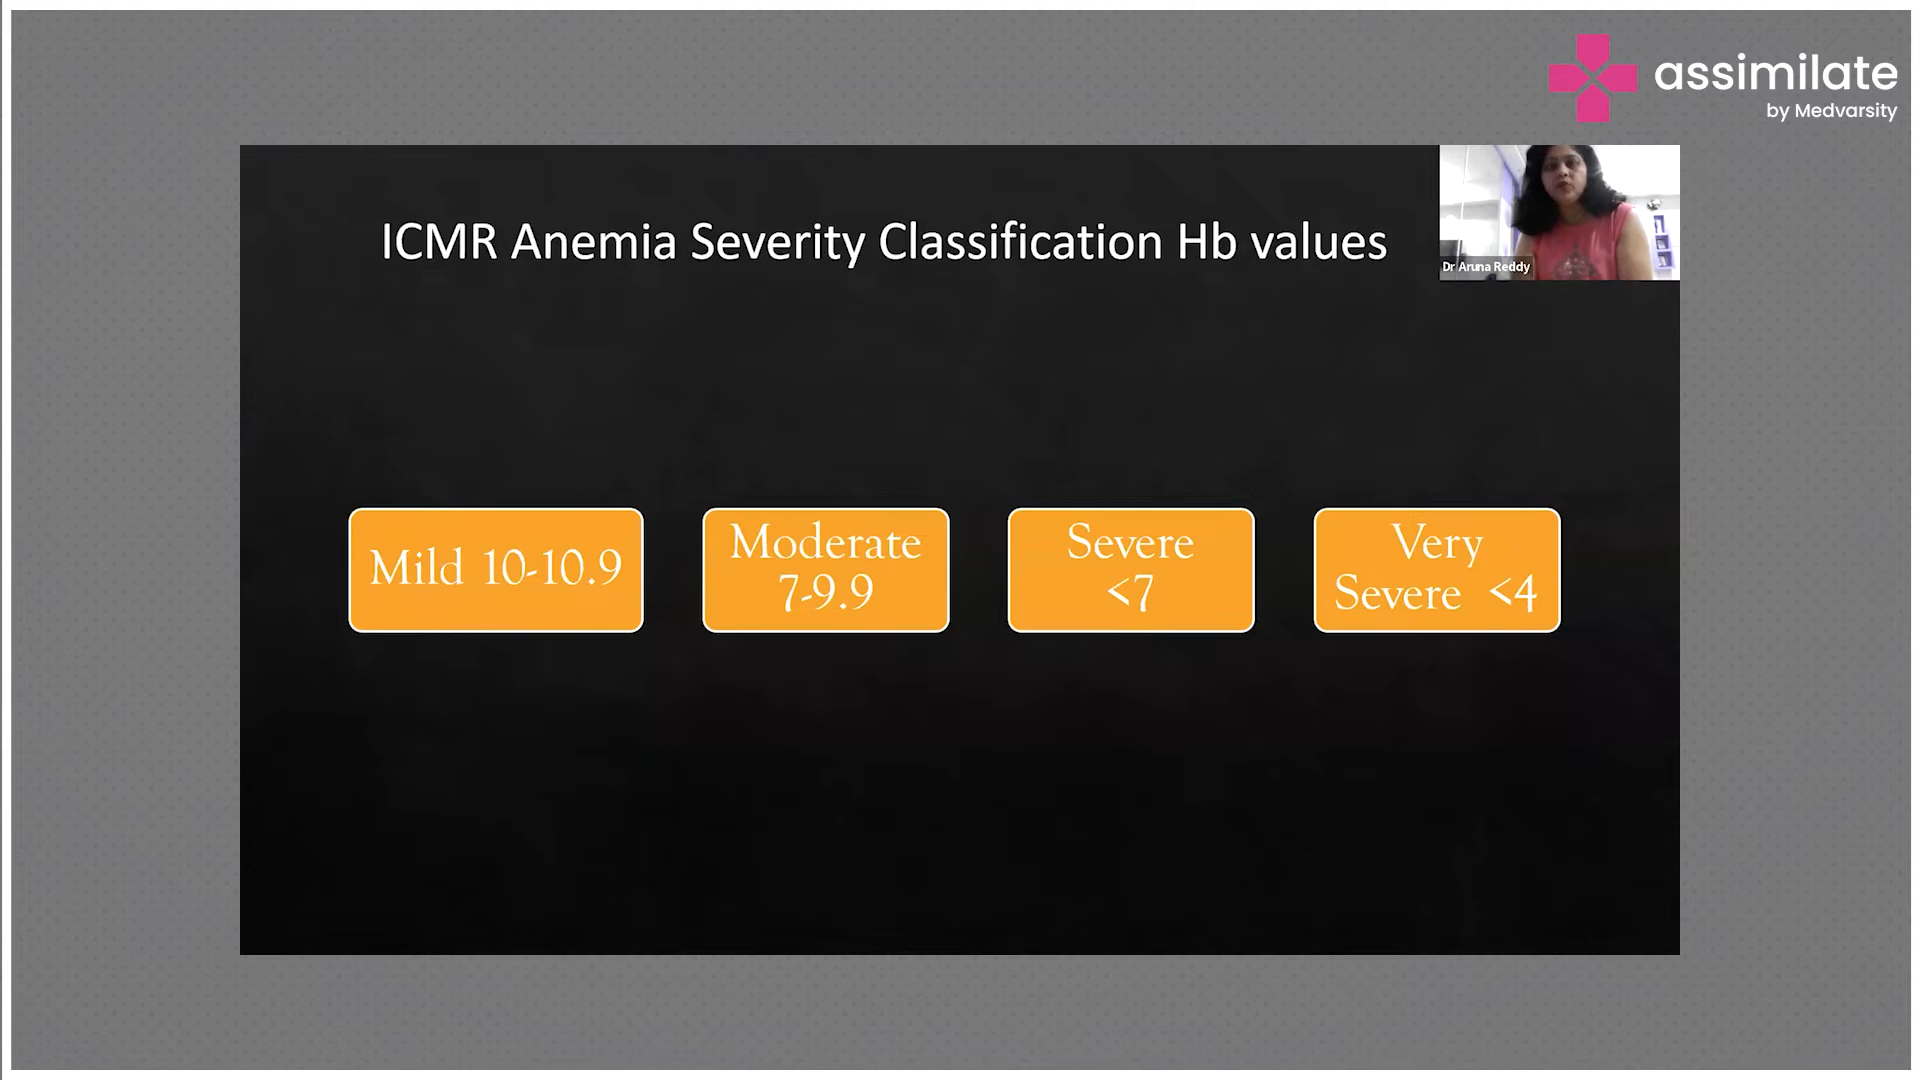 assimilate
by Medvarsity
ICMR Anemia Severity Classification Hb values
Dr Aruna Reddy
Mild 10-10.9
Moderate
7-9.9
Severe
<7
Very
Severe <4